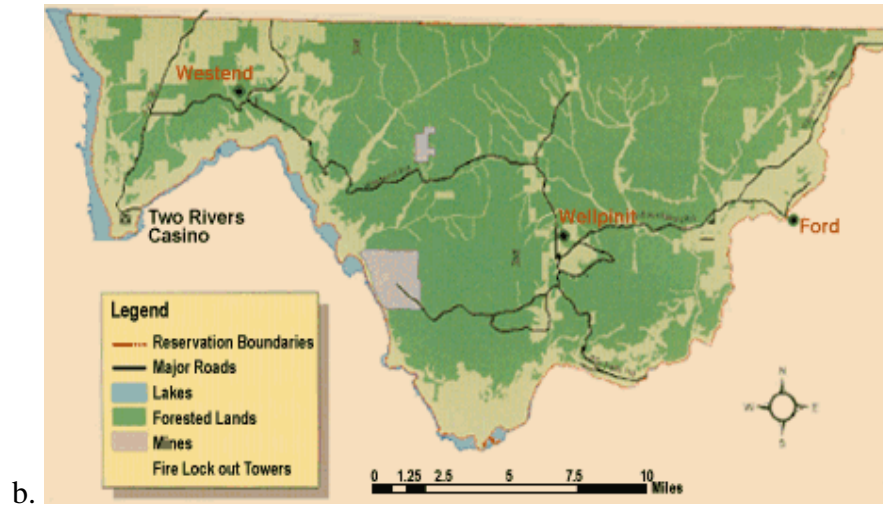 Westend
Two Rivers
Casino
Wellpinit
Ford
Legend
Reservation Boundaries
Major Roads
Lakes
Forested Lands
Mines
Fire Lock out Towers
N
W
E
S
0 1.25 2.5 5 7.5 10
Miles
b.